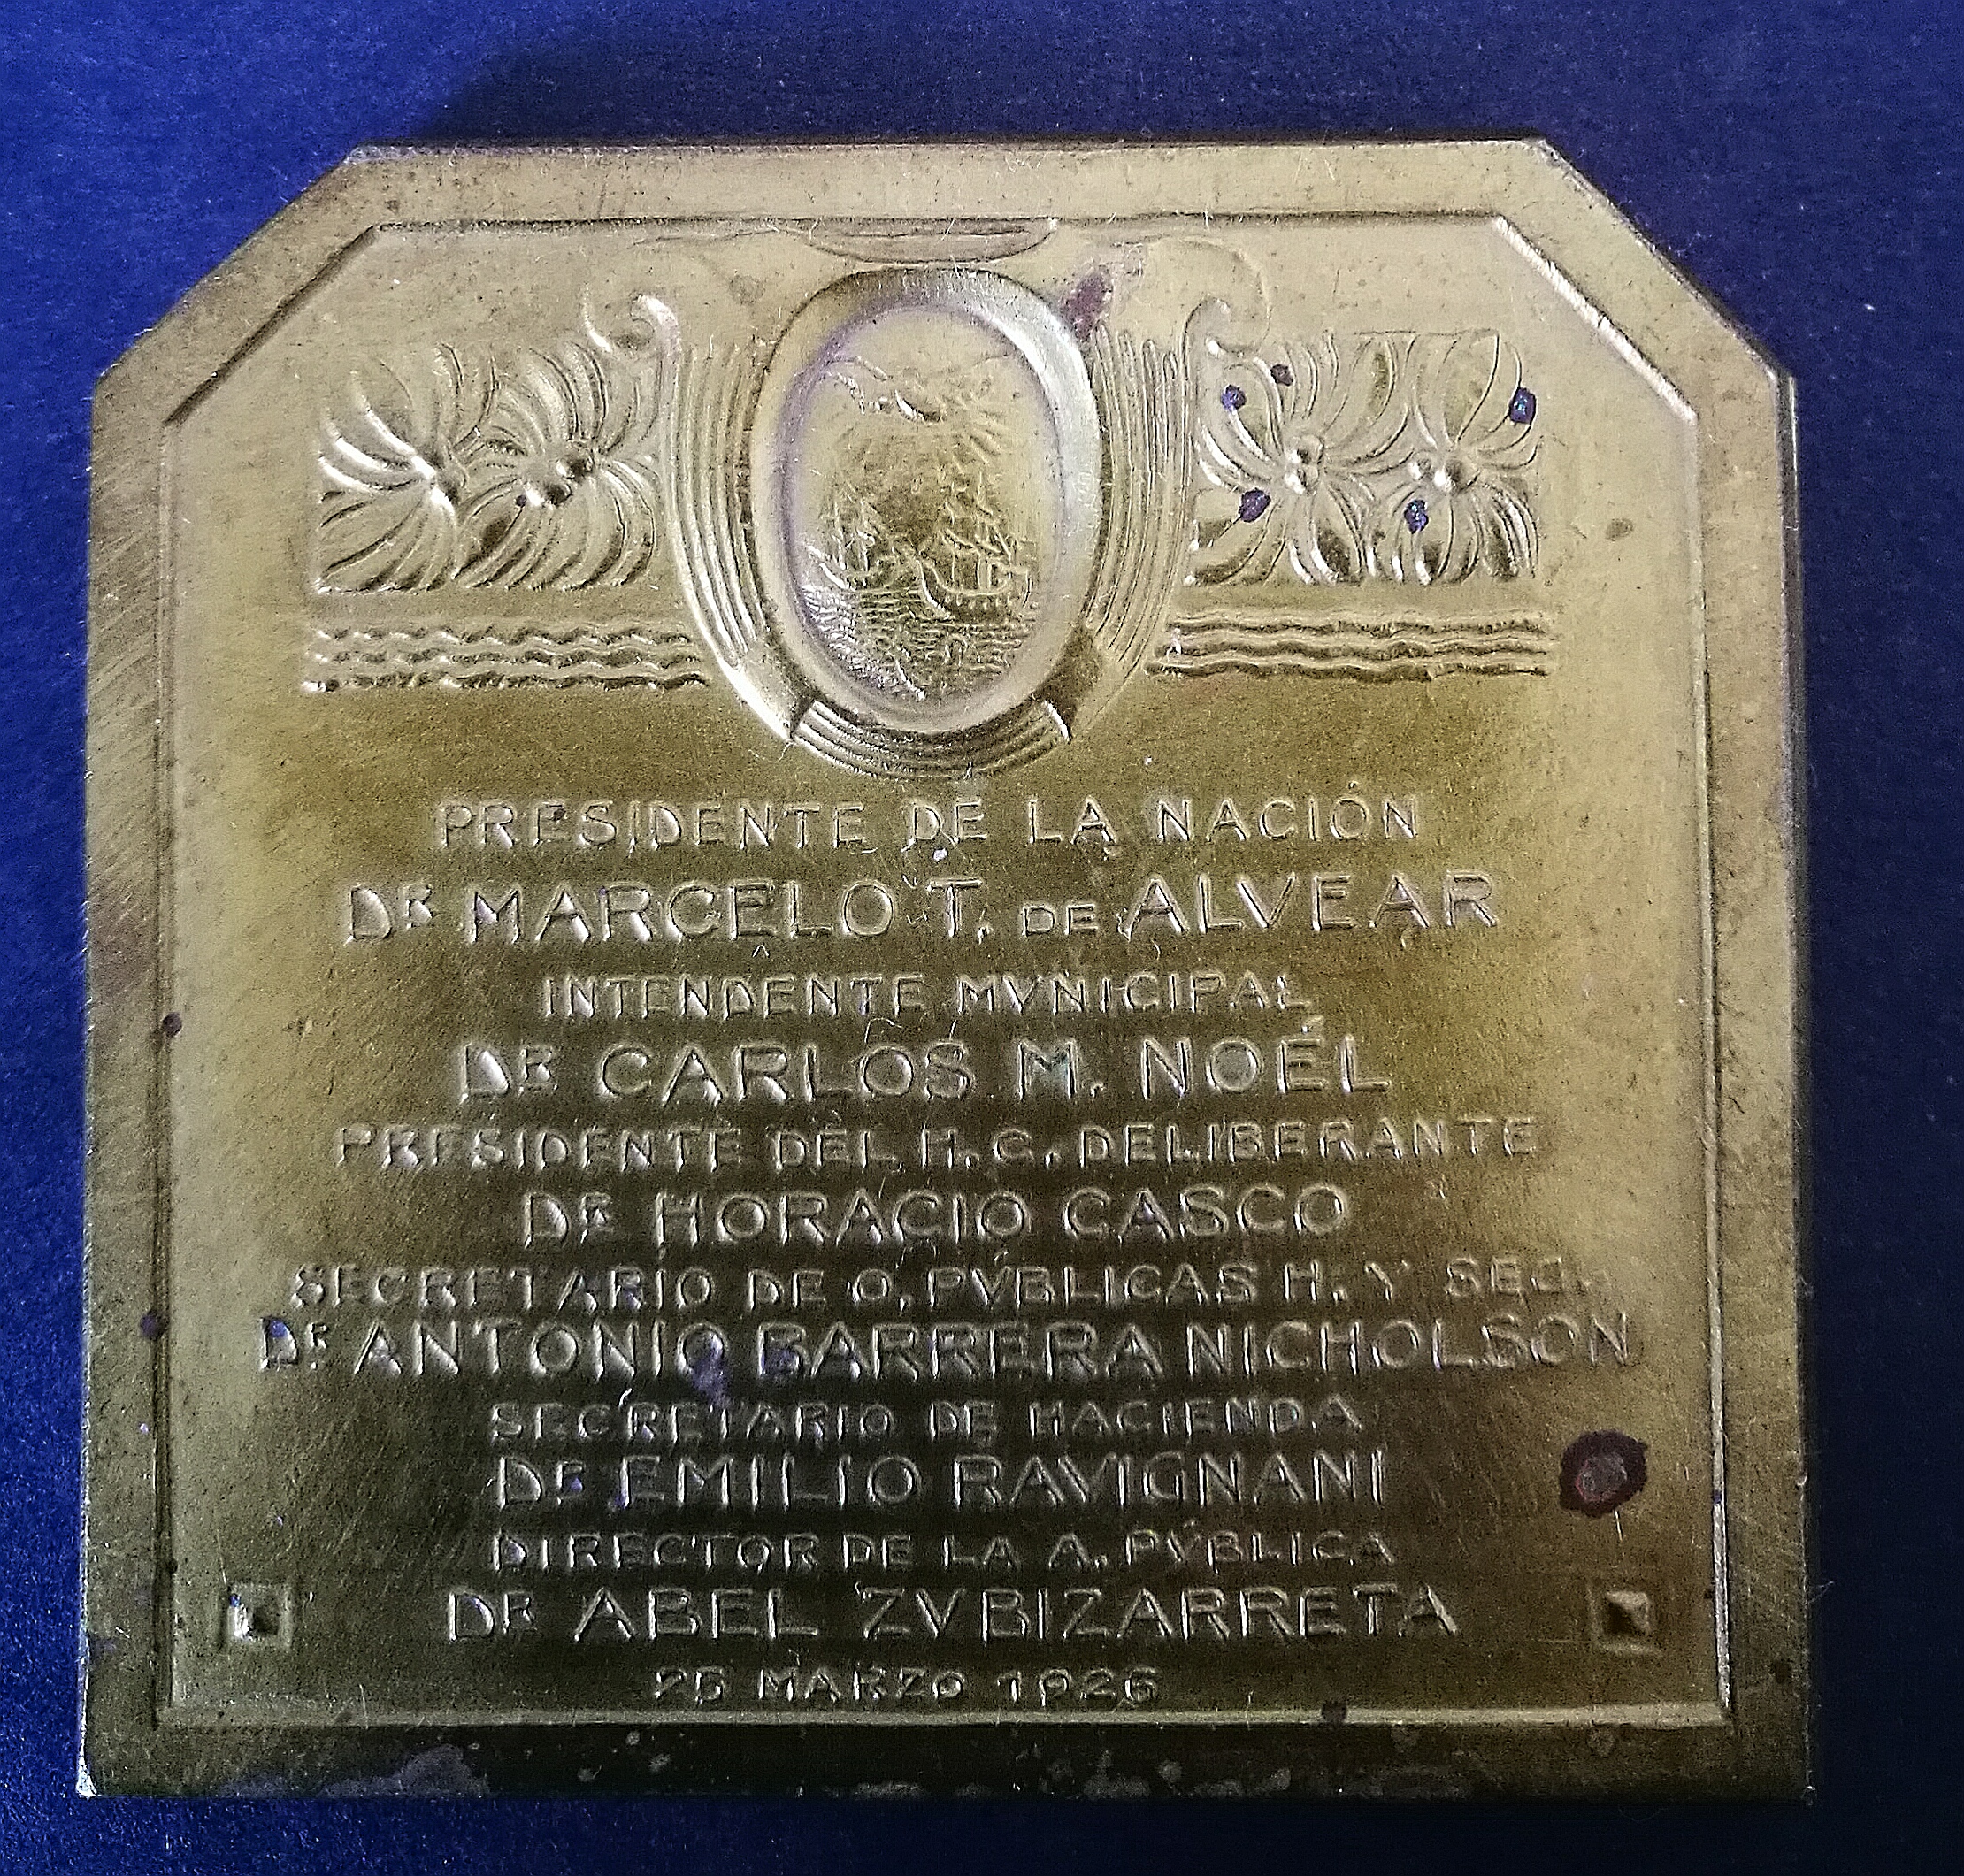 PRESIDENTE DE LA NACIÓN
DR MARCELO T. DE ALVEAR
INTENDENTE MVNICIPAL
DR CARLOS M. NOÉL
PRESIDENTE DEL H. C. DELIBERANTE
DR HORACIO CASCO
SECRETARIO DE O. PVBLICAS H. Y SEG.
DR ANTONIO BARRERA NICHOLSON
SECRETARIO DE HACIENDA
DR EMILIO RAVIGNANI
DIRECTOR DE LA A. PVBLICA
DR ABEL ZVBIZARRETA
25 MARZO 1926